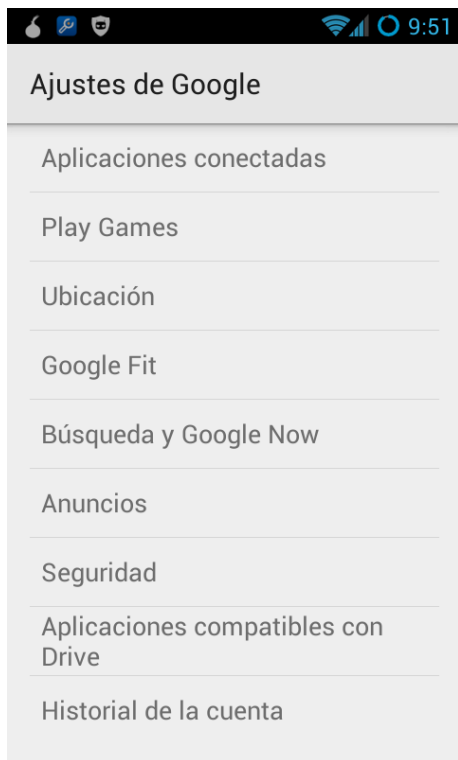 9:51
Ajustes de Google
Aplicaciones conectadas
Play Games
Ubicación
Google Fit
Búsqueda y Google Now
Anuncios
Seguridad
Aplicaciones compatibles con
Drive
Historial de la cuenta